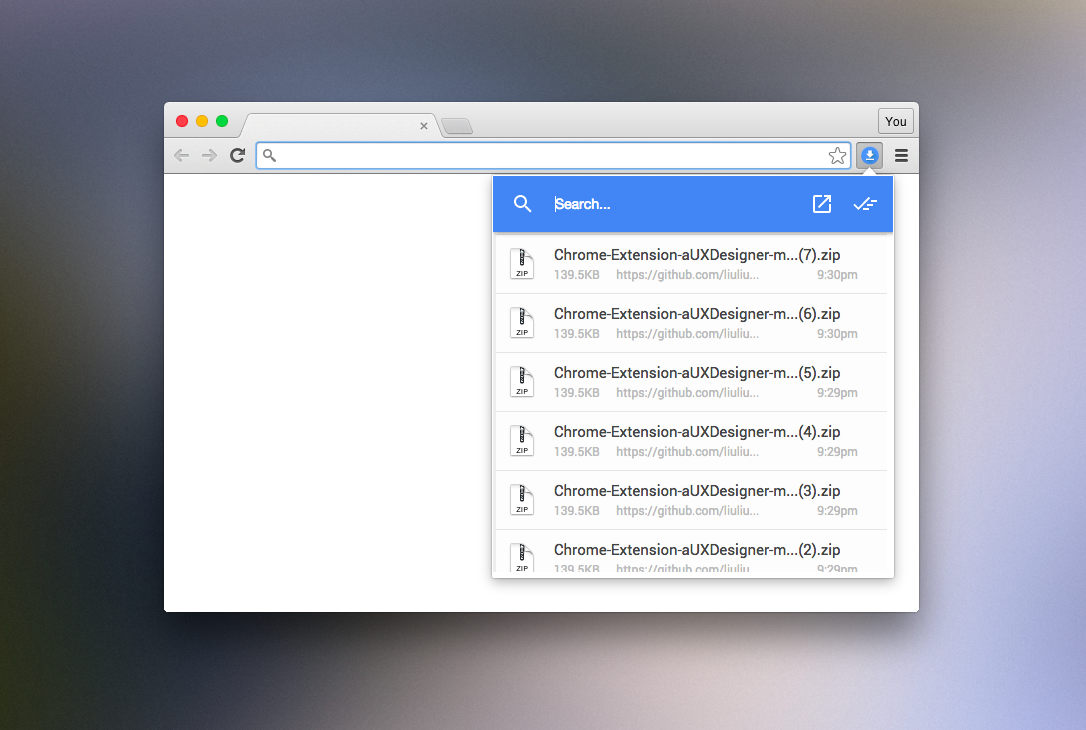 You
Search...
Chrome-Extension-aUXDesigner-m...(7).zip
ZIP
139.5KB https://github.com/liuliu... 9:30pm
Chrome-Extension-aUXDesigner-m...(6).zip
ZIP
139.5KB https://github.com/liuliu... 9:30pm
Chrome-Extension-aUXDesigner-m...(5).zip
ZIP
139.5KB https://github.com/liuliu... 9:29pm
Chrome-Extension-aUXDesigner-m...(4).zip
ZIP
139.5KB https://github.com/liuliu... 9:29pm
Chrome-Extension-aUXDesigner-m...(3).zip
ZIP
139.5KB https://github.com/liuliu... 9:29pm
Chrome-Extension-aUXDesigner-m...(2).zip
ZIP
139.5KB https://github.com/liuliu... 9:29pm